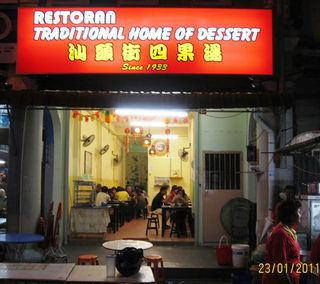 RESTORAN
TRADITIONAL HOME OF DESSERT
汕頭街四果湯
Since 1933
23/01/2011